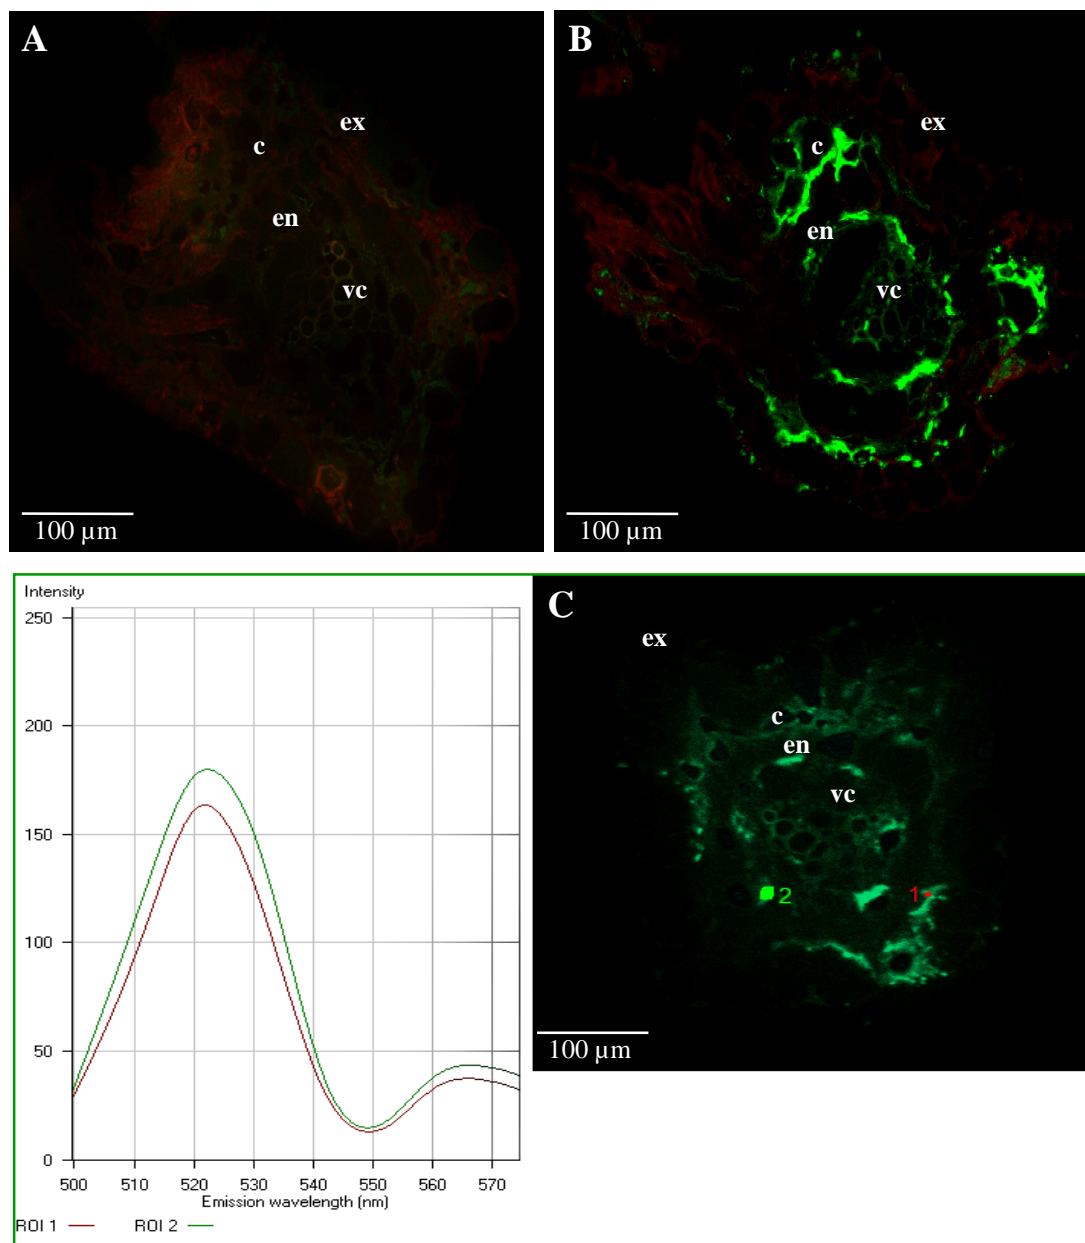 A
ex
c
en
vc
100 µm
B
ex
c
en
vc
100 µm
Intensity
250
200
150
100
50
0
500 510 520 530 540 550 560 570
Emission wavelength (nm)
ROI 1 ROI 2
C
ex
c
en
vc
2 1
100 µm